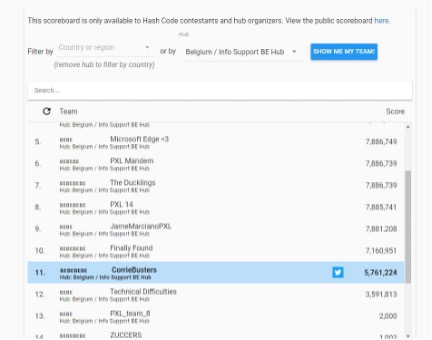 This scoreboard is only available to Hash Code contestants and hub organizers. View the public scoreboard here.
Hub
Filter by Country or region or by Belgium / Info Support BE Hub SHOW ME MY TEAM!
(remove hub to filter by country)
Search...
Team Score
Hub: Belgium / Info Support BE Hub
5. Microsoft Edge <3 7,886,749
Hub: Belgium / Info Support BE Hub
6. PXL Mandem 7,886,739
Hub: Belgium / Info Support BE Hub
7. The Ducklings 7,886,739
Hub: Belgium / Info Support BE Hub
8. PXL 14 7,885,741
Hub: Belgium / Info Support BE Hub
9. JarneMarcianoPXL 7,881,208
Hub: Belgium / Info Support BE Hub
10. Finally Found 7,160,951
Hub: Belgium / Info Support BE Hub
11. CorrieBusters 5,761,224
Hub: Belgium / Info Support BE Hub
12. Technical Difficulties 3,591,813
Hub: Belgium / Info Support BE Hub
13. PXL_team_8 2,000
Hub: Belgium / Info Support BE Hub
14 ZUCCERS